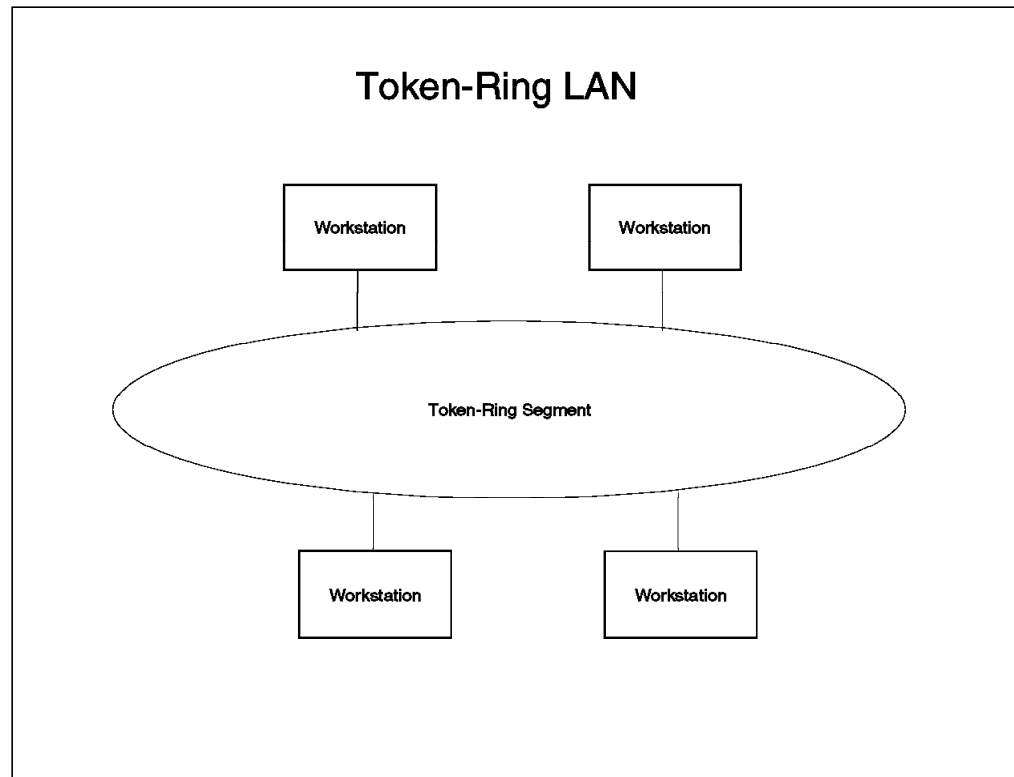 Token-Ring LAN
Workstation
Workstation
Token-Ring Segment
Workstation
Workstation